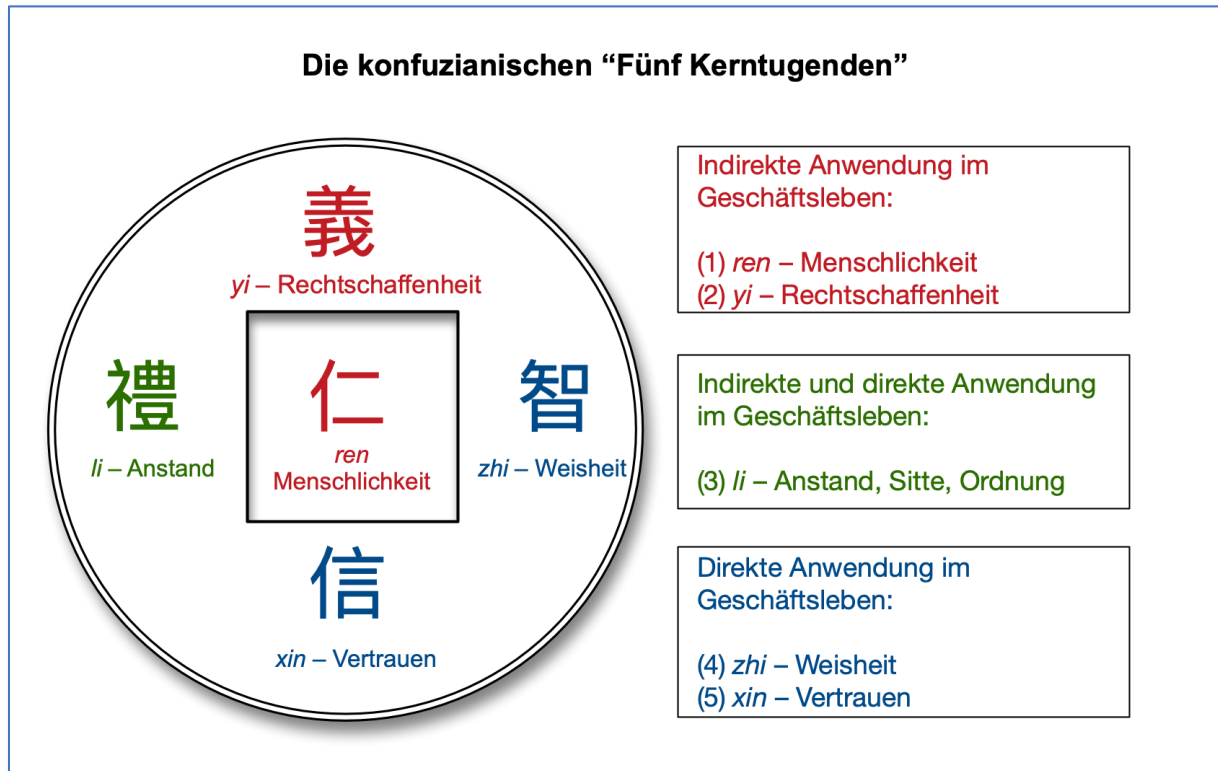 Die konfuzianischen “Fünf Kerntugenden”
義
yi – Rechtschaffenheit
禮
li – Anstand
仁
ren
Menschlichkeit
智
zhi – Weisheit
信
xin – Vertrauen
Indirekte Anwendung im
Geschäftsleben:
(1) ren – Menschlichkeit
(2) yi – Rechtschaffenheit
Indirekte und direkte Anwendung
im Geschäftsleben:
(3) li – Anstand, Sitte, Ordnung
Direkte Anwendung im
Geschäftsleben:
(4) zhi – Weisheit
(5) xin – Vertrauen